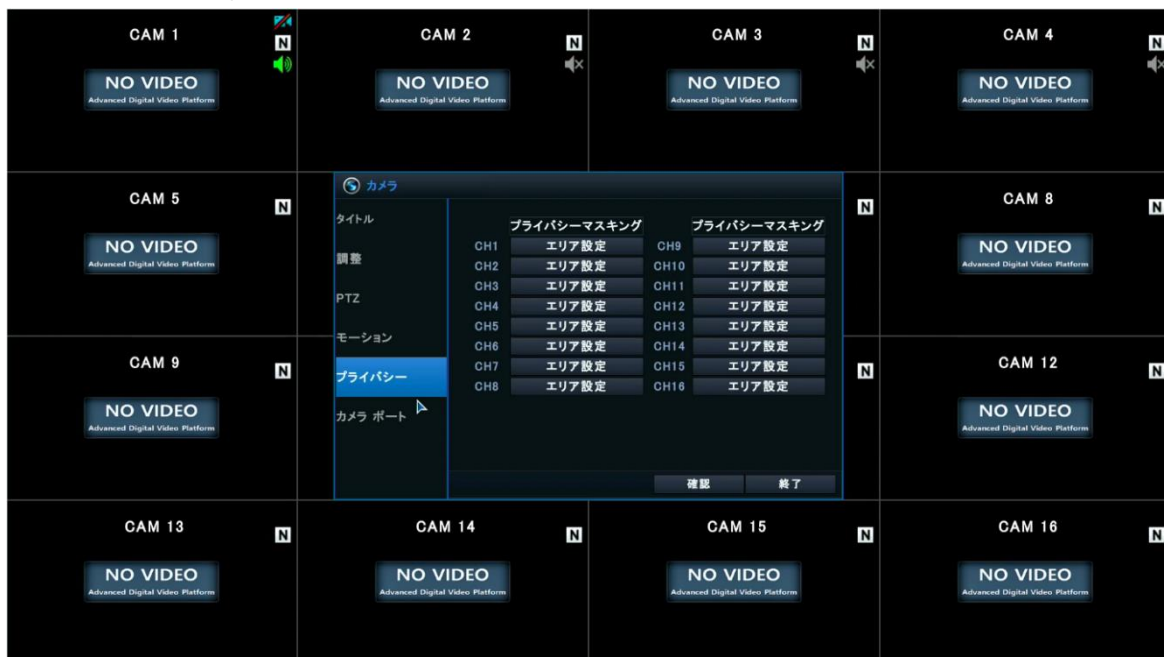 CAM 1
N
NO VIDEO
Advanced Digital Video Platform
CAM 2
N
NO VIDEO
Advanced Digital Video Platform
CAM 3
N
NO VIDEO
Advanced Digital Video Platform
CAM 4
N
NO VIDEO
Advanced Digital Video Platform
CAM 5
N
NO VIDEO
Advanced Digital Video Platform
カメラ
タイトル
調整
PTZ
モーション
プライバシー
カメラ ポート
プライバシーマスキング プライバシーマスキング
CH1 エリア設定 CH9 エリア設定
CH2 エリア設定 CH10 エリア設定
CH3 エリア設定 CH11 エリア設定
CH4 エリア設定 CH12 エリア設定
CH5 エリア設定 CH13 エリア設定
CH6 エリア設定 CH14 エリア設定
CH7 エリア設定 CH15 エリア設定
CH8 エリア設定 CH16 エリア設定
確認 終了
N
CAM 8
N
NO VIDEO
Advanced Digital Video Platform
CAM 9
N
NO VIDEO
Advanced Digital Video Platform
N
CAM 12
N
NO VIDEO
Advanced Digital Video Platform
CAM 13
N
NO VIDEO
Advanced Digital Video Platform
CAM 14
N
NO VIDEO
Advanced Digital Video Platform
CAM 15
N
NO VIDEO
Advanced Digital Video Platform
CAM 16
N
NO VIDEO
Advanced Digital Video Platform